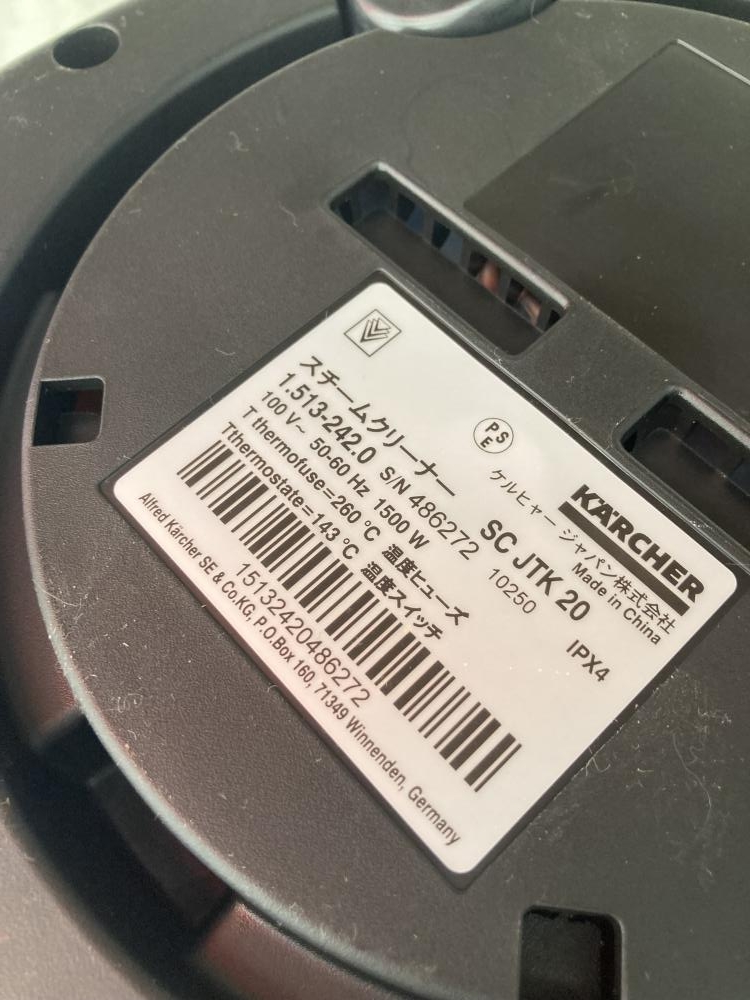 スチームクリーナー SC JTK 20
1.513-242.0 S/N 486272 10250
100 V~ 50-60 Hz 1500 W
T thermofuse=260 °C 温度ヒューズ
Tthermostate=143 °C 温度スイッチ
IPX4
PSE
KÄRCHER
ケルヒャー ジャパン株式会社
Made in China
15132420486272
Alfred Kärcher SE & Co.KG, P.O.Box 160, 71349 Winnenden, Germany